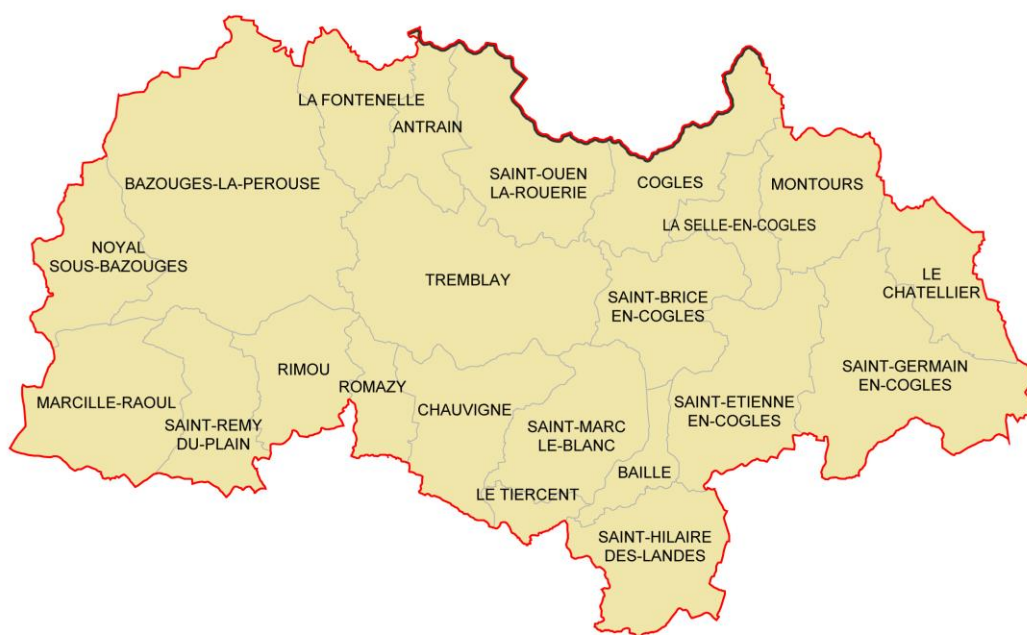 LA FONTENELLE
ANTRAIN
BAZOUGES-LA-PEROUSE
SAINT-OUEN
LA-ROUERIE
COGLES
MONTOURS
LA SELLE-EN-COGLES
NOYAL
SOUS-BAZOUGES
TREMBLAY
LE
CHATELLIER
SAINT-BRICE
EN-COGLES
RIMOU
ROMAZY
SAINT-GERMAIN
EN-COGLES
MARCILLE-RAOUL
CHAUVIGNE
SAINT-ETIENNE
EN-COGLES
SAINT-REMY
DU-PLAIN
SAINT-MARC
LE-BLANC
BAILLE
LE TIERCENT
SAINT-HILAIRE
DES-LANDES